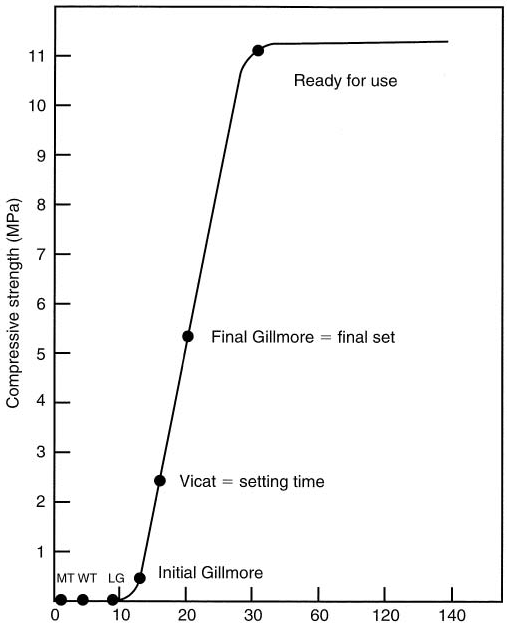 11
10
9
8
7
6
5
4
3
2
1
Compressive strength (MPa)
Ready for use
Final Gillmore = final set
Vicat = setting time
Initial Gillmore
MT WT LG
0 10 20 30 60 120 140